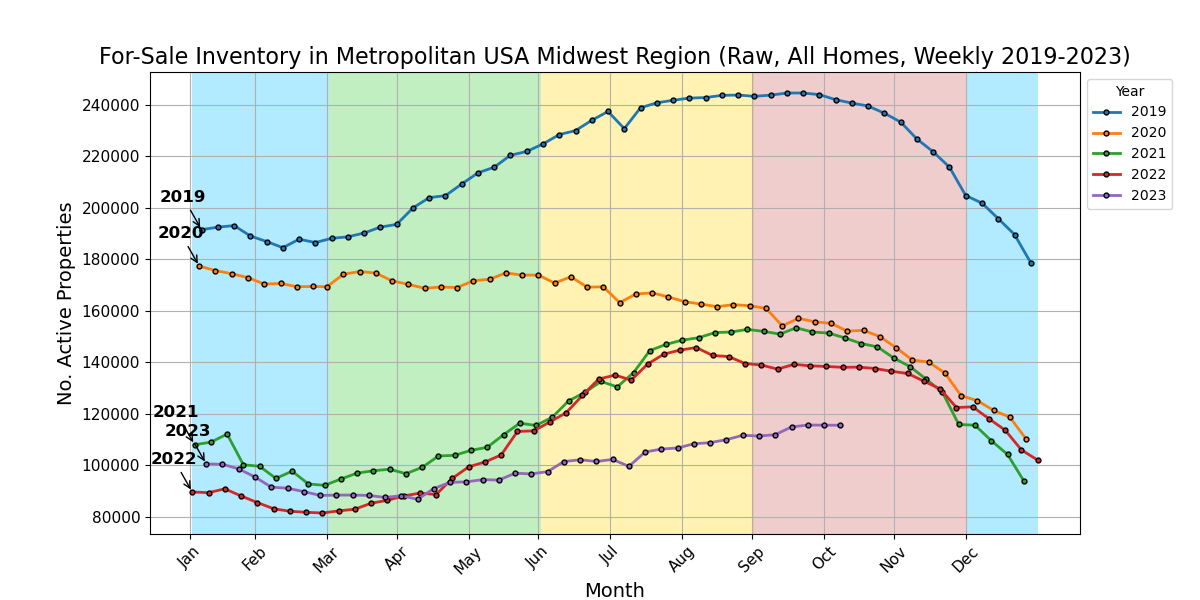 For-Sale Inventory in Metropolitan USA Midwest Region (Raw, All Homes, Weekly 2019-2023)
No. Active Properties
240000
220000
200000
180000
160000
140000
120000
100000
80000
2019
2020
2021
2023
2022
Jan
Feb
Mar
Apr
May
Jun
Jul
Aug
Sep
Oct
Nov
Dec
Month
Year
2019
2020
2021
2022
2023